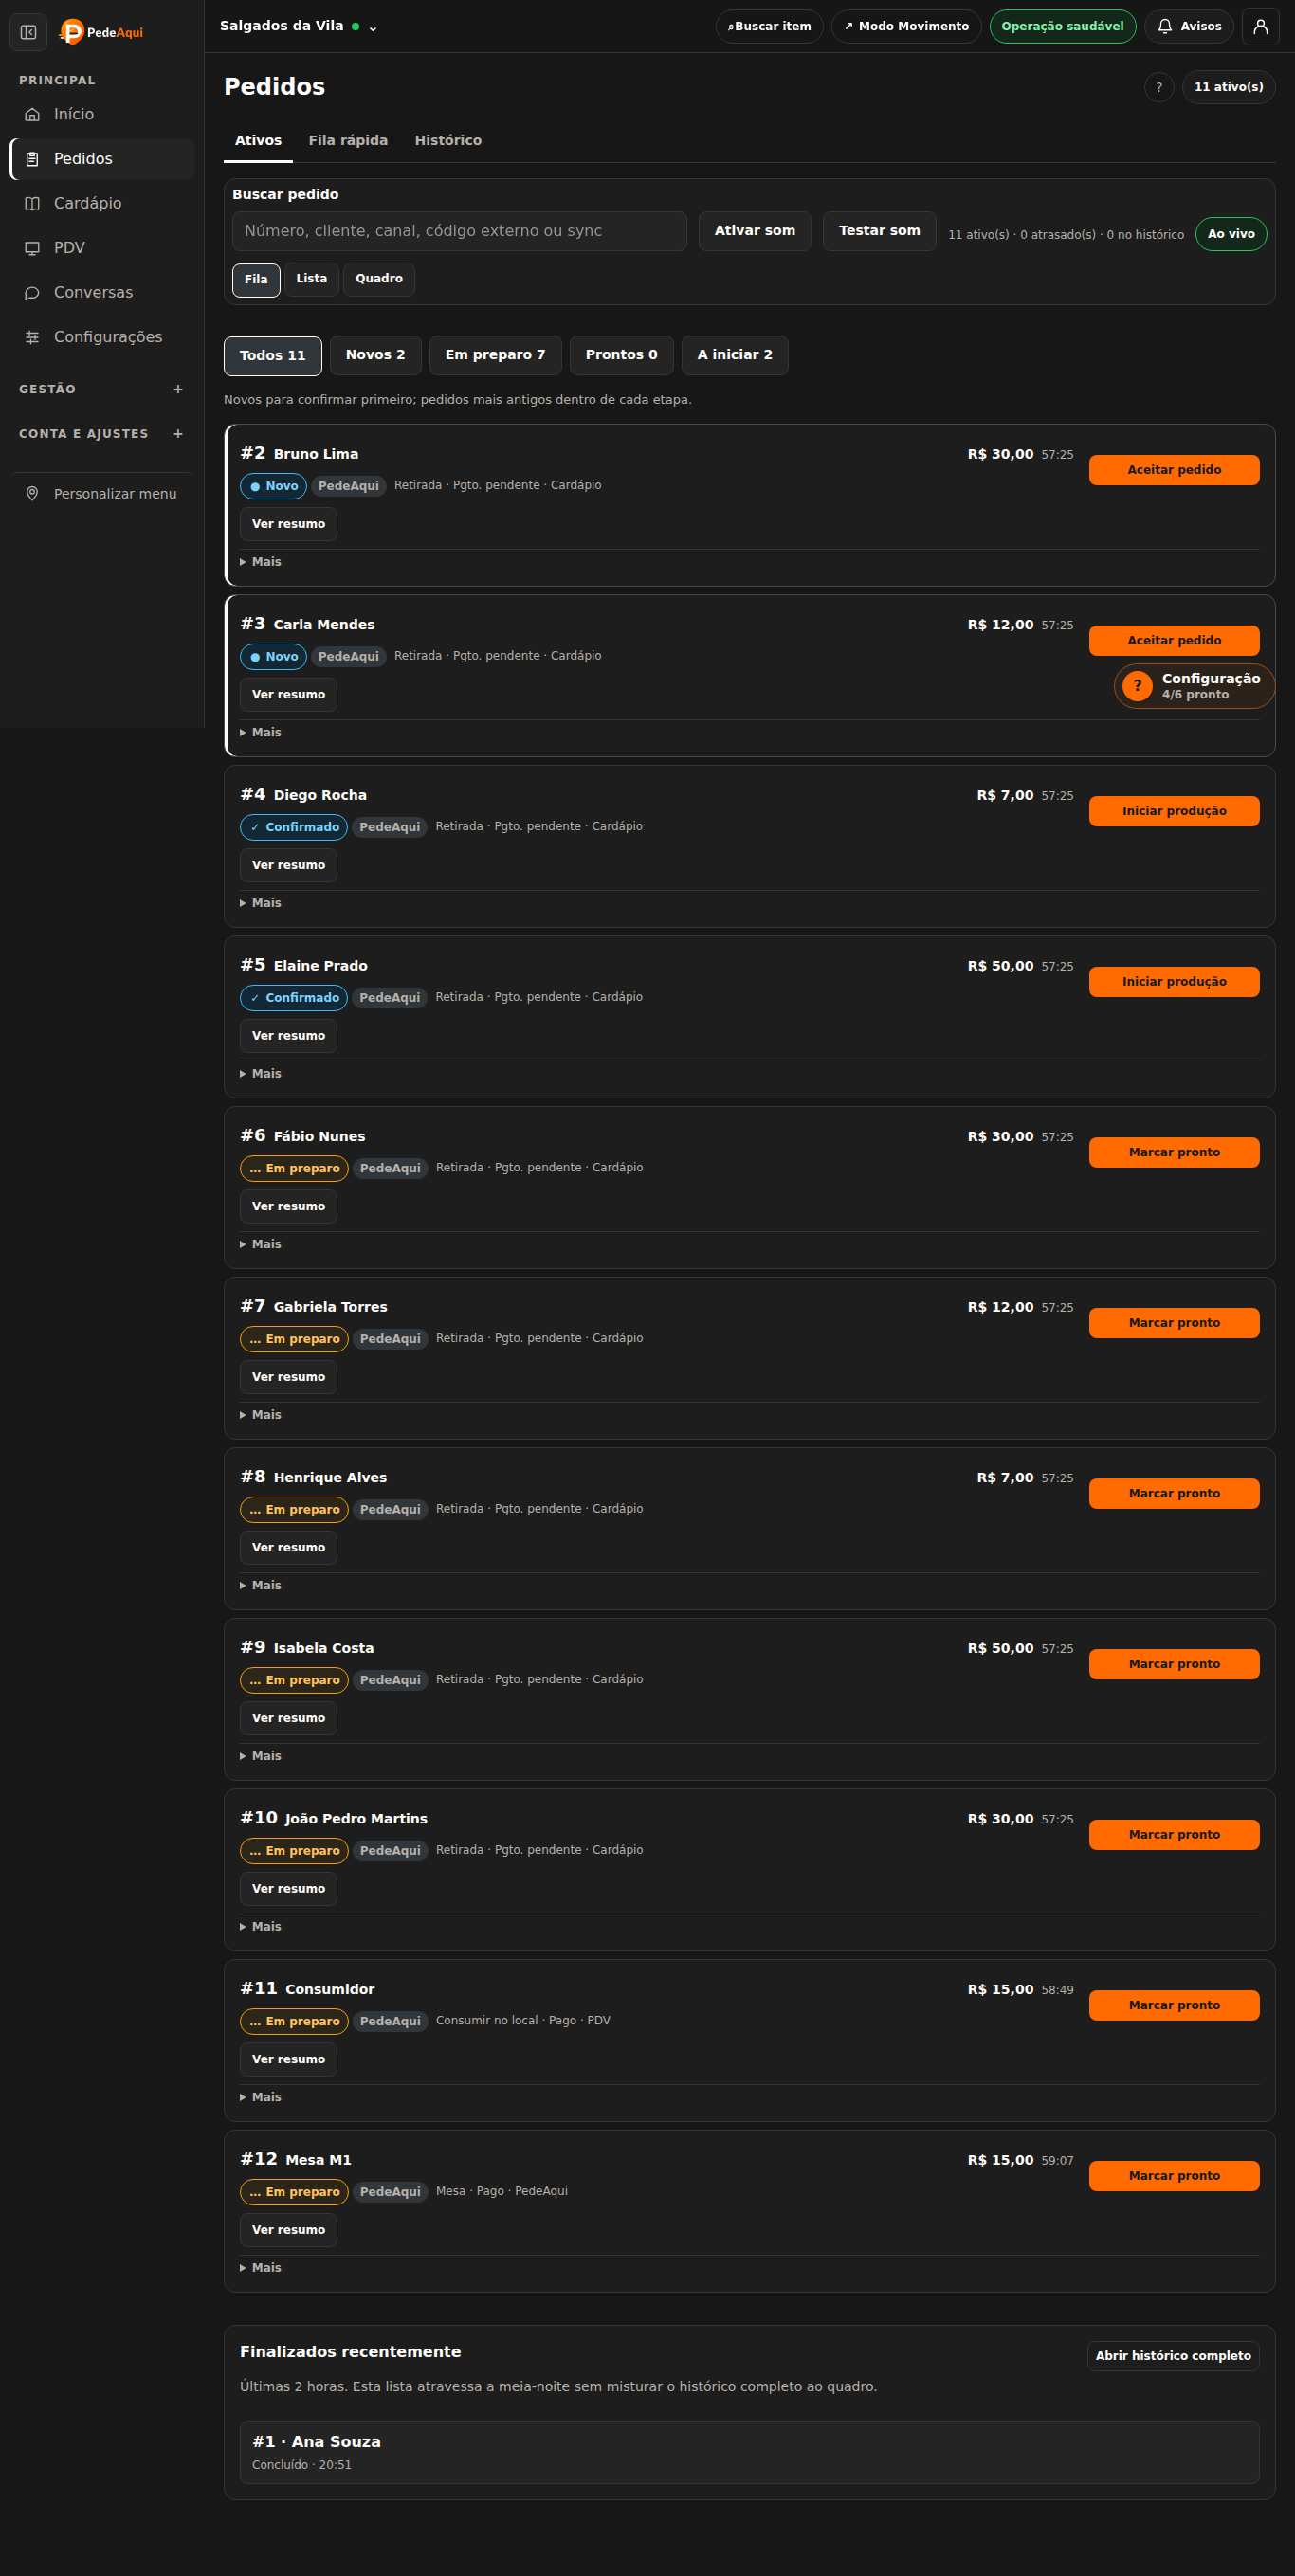 PedeAqui
PRINCIPAL
Início
Pedidos
Cardápio
PDV
Conversas
Configurações
GESTÃO +
CONTA E AJUSTES +
Personalizar menu
Salgados da Vila
Buscar item
↗ Modo Movimento
Operação saudável
Avisos
Pedidos
?
11 ativo(s)
Ativos
Fila rápida
Histórico
Buscar pedido
Número, cliente, canal, código externo ou sync
Ativar som
Testar som
11 ativo(s) · 0 atrasado(s) · 0 no histórico
Ao vivo
Fila
Lista
Quadro
Todos 11
Novos 2
Em preparo 7
Prontos 0
A iniciar 2
Novos para confirmar primeiro; pedidos mais antigos dentro de cada etapa.
#2 Bruno Lima R$ 30,00 57:25
Aceitar pedido
● Novo PedeAqui Retirada · Pgto. pendente · Cardápio
Ver resumo
Mais
#3 Carla Mendes R$ 12,00 57:25
Aceitar pedido
● Novo PedeAqui Retirada · Pgto. pendente · Cardápio
Ver resumo
? Configuração
4/6 pronto
Mais
#4 Diego Rocha R$ 7,00 57:25
Iniciar produção
✓ Confirmado PedeAqui Retirada · Pgto. pendente · Cardápio
Ver resumo
Mais
#5 Elaine Prado R$ 50,00 57:25
Iniciar produção
✓ Confirmado PedeAqui Retirada · Pgto. pendente · Cardápio
Ver resumo
Mais
#6 Fábio Nunes R$ 30,00 57:25
Marcar pronto
… Em preparo PedeAqui Retirada · Pgto. pendente · Cardápio
Ver resumo
Mais
#7 Gabriela Torres R$ 12,00 57:25
Marcar pronto
… Em preparo PedeAqui Retirada · Pgto. pendente · Cardápio
Ver resumo
Mais
#8 Henrique Alves R$ 7,00 57:25
Marcar pronto
… Em preparo PedeAqui Retirada · Pgto. pendente · Cardápio
Ver resumo
Mais
#9 Isabela Costa R$ 50,00 57:25
Marcar pronto
… Em preparo PedeAqui Retirada · Pgto. pendente · Cardápio
Ver resumo
Mais
#10 João Pedro Martins R$ 30,00 57:25
Marcar pronto
… Em preparo PedeAqui Retirada · Pgto. pendente · Cardápio
Ver resumo
Mais
#11 Consumidor R$ 15,00 58:49
Marcar pronto
… Em preparo PedeAqui Consumir no local · Pago · PDV
Ver resumo
Mais
#12 Mesa M1 R$ 15,00 59:07
Marcar pronto
… Em preparo PedeAqui Mesa · Pago · PedeAqui
Ver resumo
Mais
Finalizados recentemente
Abrir histórico completo
Últimas 2 horas. Esta lista atravessa a meia-noite sem misturar o histórico completo ao quadro.
#1 · Ana Souza
Concluído · 20:51